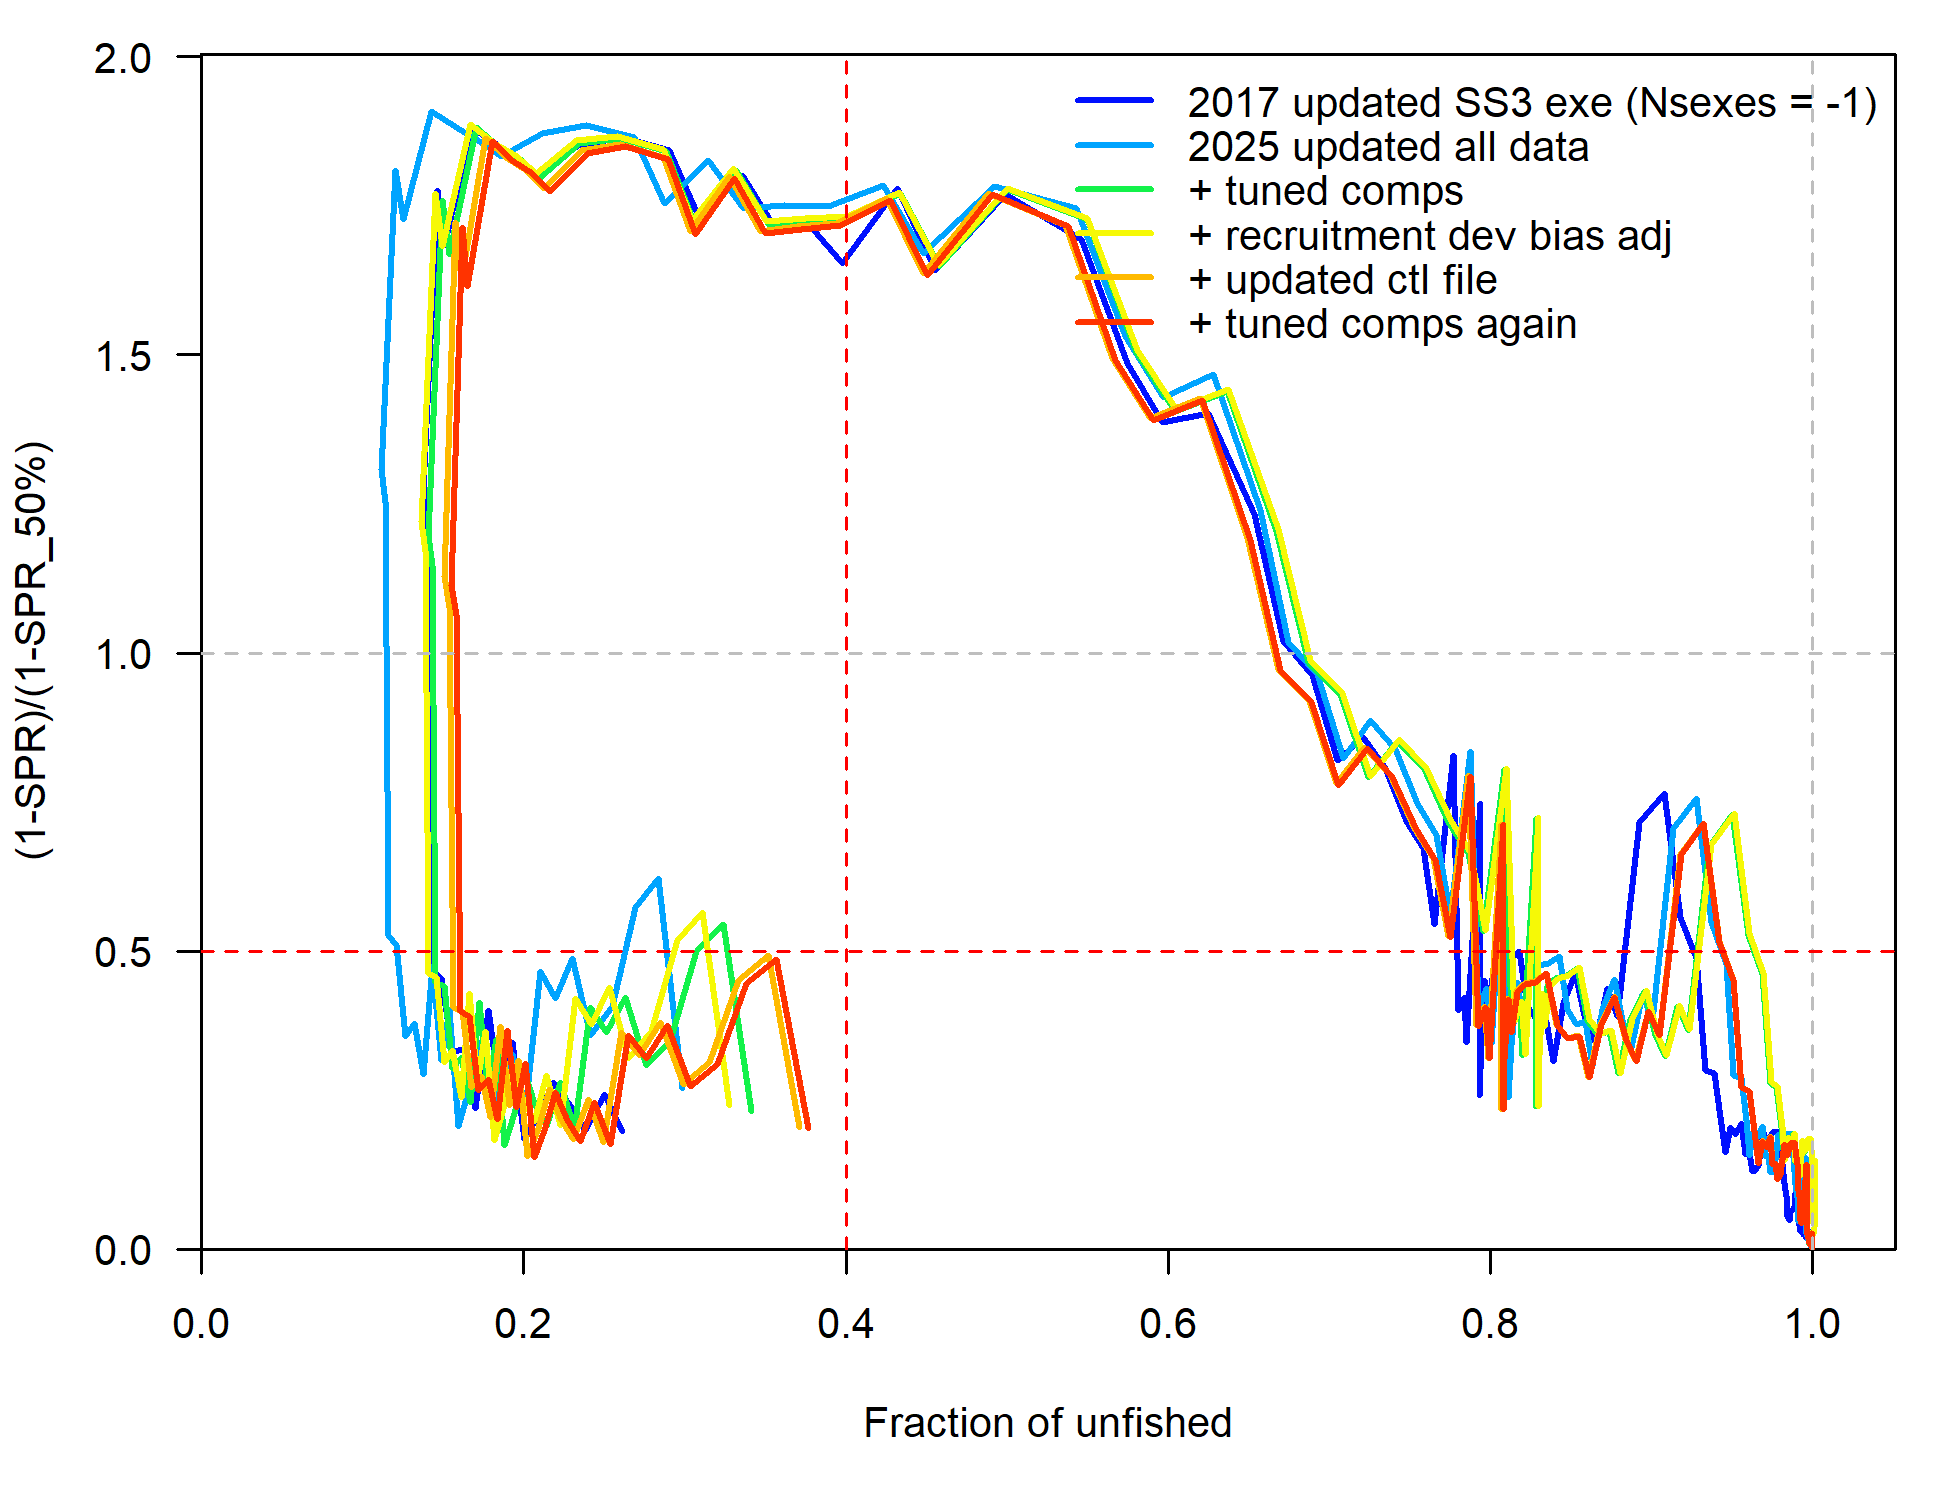 2.0
1.5
1.0
0.5
0.0
(1-SPR)/(1-SPR_50%)
2017 updated SS3 exe (Nsexes = -1)
2025 updated all data
+ tuned comps
+ recruitment dev bias adj
+ updated ctl file
+ tuned comps again
0.0 0.2 0.4 0.6 0.8 1.0
Fraction of unfished